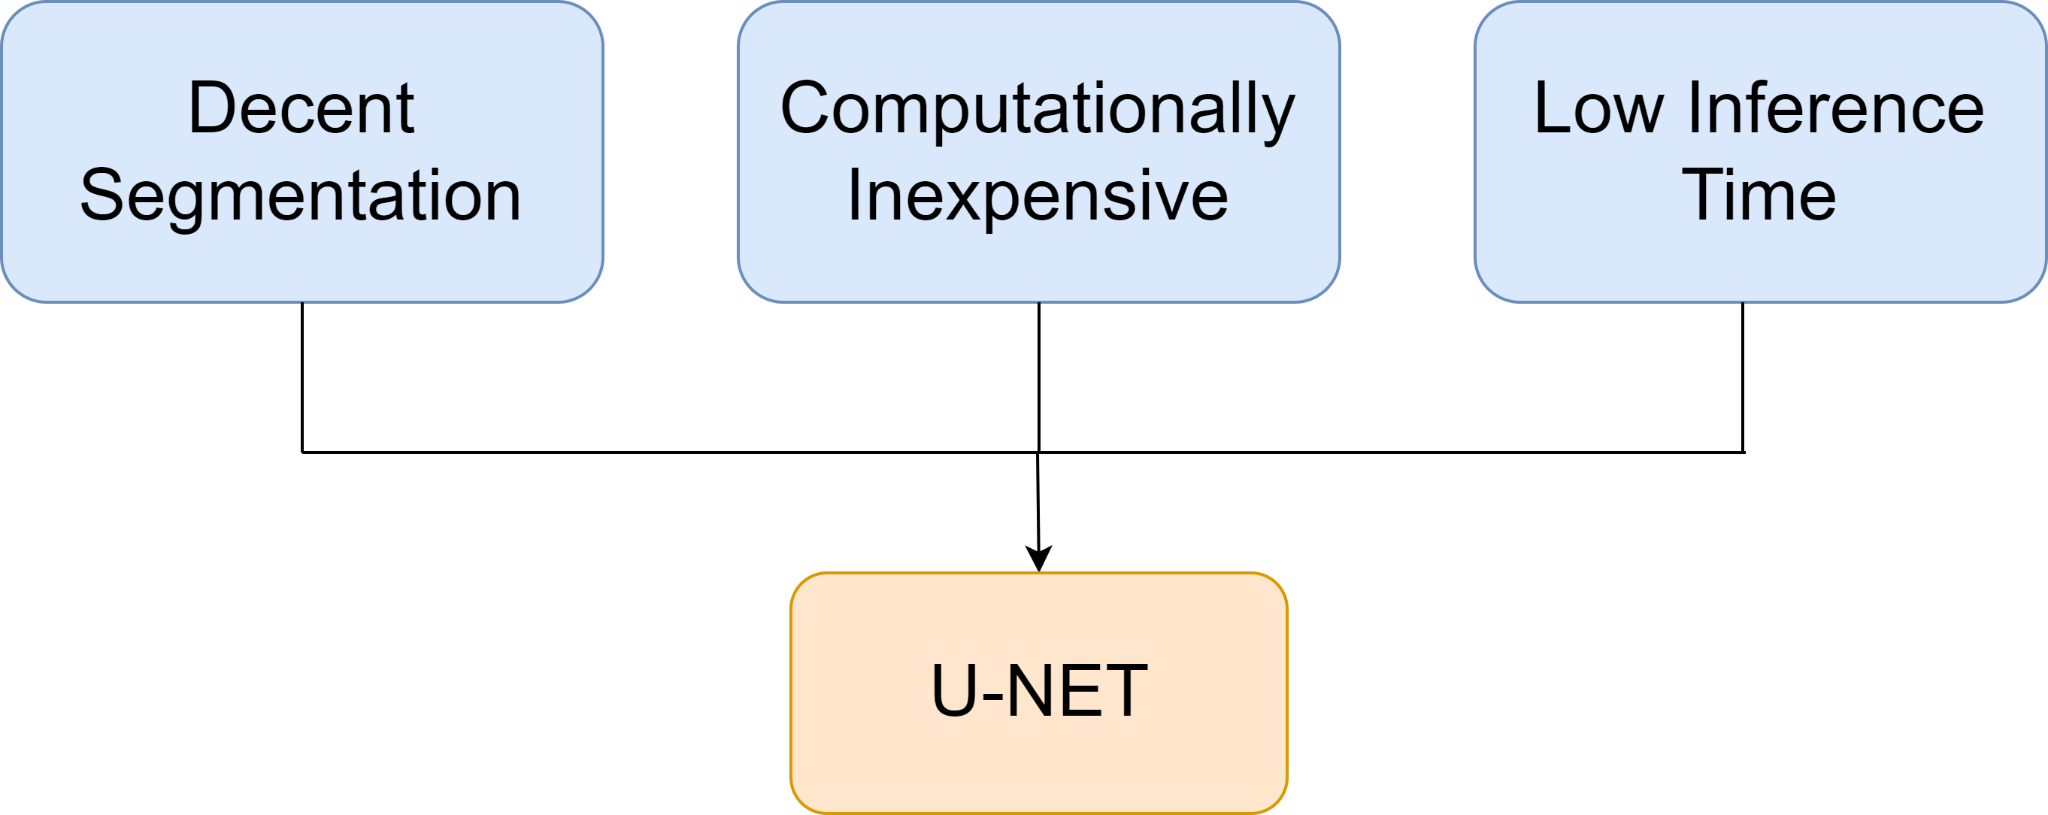 Decent
Segmentation
Computationally
Inexpensive
Low Inference
Time
U-NET